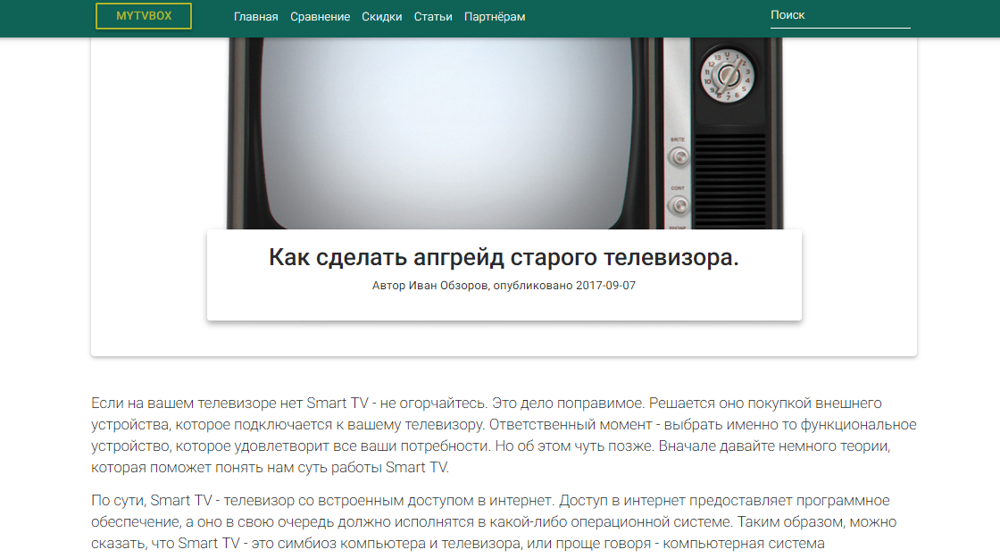 MYTVBOX
Главная Сравнение Скидки Статьи Партнёрам
Поиск
BRITE
CONT
PHONE
Как сделать апгрейд старого телевизора.
Автор Иван Обзоров, опубликовано 2017-09-07
Если на вашем телевизоре нет Smart TV - не огорчайтесь. Это дело поправимое. Решается оно покупкой внешнего
устройства, которое подключается к вашему телевизору. Ответственный момент - выбрать именно то функциональное
устройство, которое удовлетворит все ваши потребности. Но об этом чуть позже. Вначале давайте немного теории,
которая поможет понять нам суть работы Smart TV.
По сути, Smart TV - телевизор со встроенным доступом в интернет. Доступ в интернет предоставляет программное
обеспечение, а оно в свою очередь должно исполнятся в какой-либо операционной системе. Таким образом, можно
сказать, что Smart TV - это симбиоз компьютера и телевизора, или проще говоря - компьютерная система